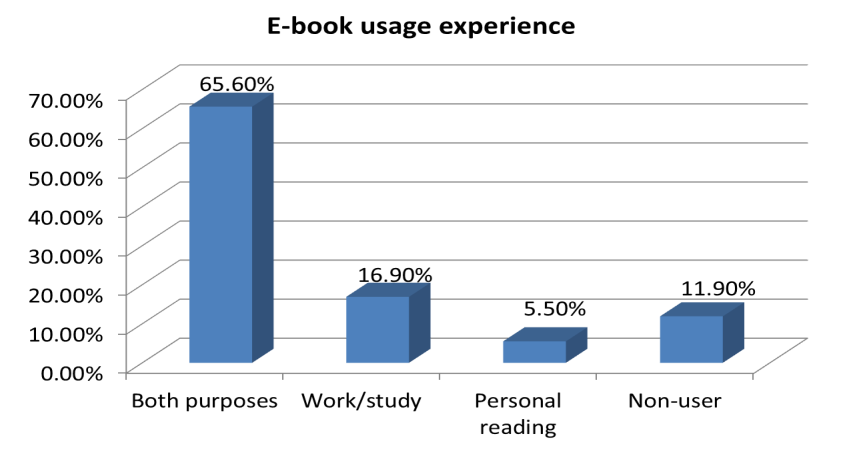 E-book usage experience
65.60%
70.00%
60.00%
50.00%
40.00%
30.00%
20.00%
10.00%
0.00%
16.90%
5.50%
11.90%
Both purposes
Work/study
Personal
reading
Non-user